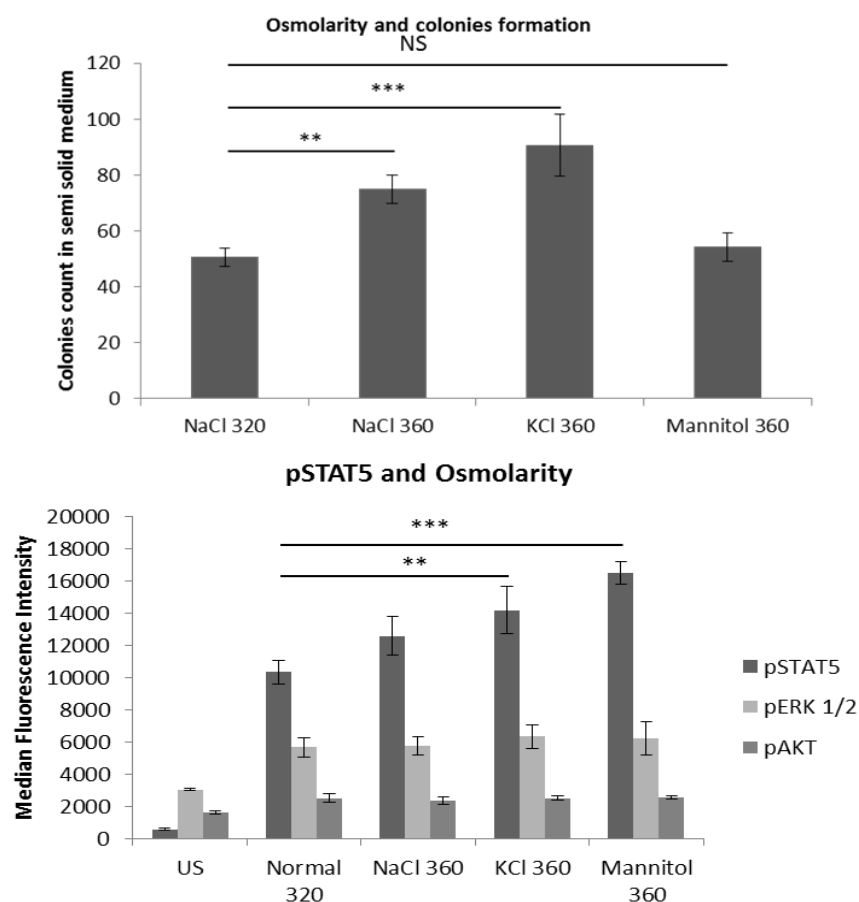 Osmolarity and colonies formation
NS
***
**
Colonies count in semi solid medium
120
100
80
60
40
20
0
NaCl 320 NaCl 360 KCl 360 Mannitol 360
pSTAT5 and Osmolarity
***
**
Median Fluorescence Intensity
20000
18000
16000
14000
12000
10000
8000
6000
4000
2000
0
pSTAT5
pERK 1/2
pAKT
US Normal NaCl 360 KCl 360 Mannitol
320 360